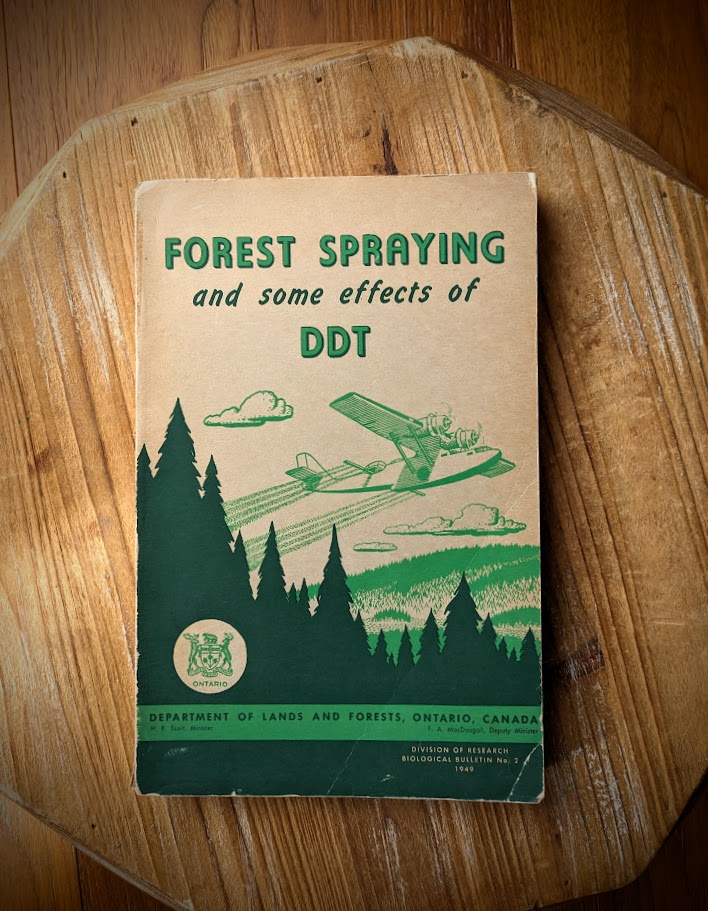 FOREST SPRAYING
and some effects of
DDT
ONTARIO
DEPARTMENT OF LANDS AND FORESTS, ONTARIO, CANADA
H. R. Scott, Minister
F. A. MacDougall, Deputy Minister
DIVISION OF RESEARCH
BIOLOGICAL BULLETIN No. 2
1949